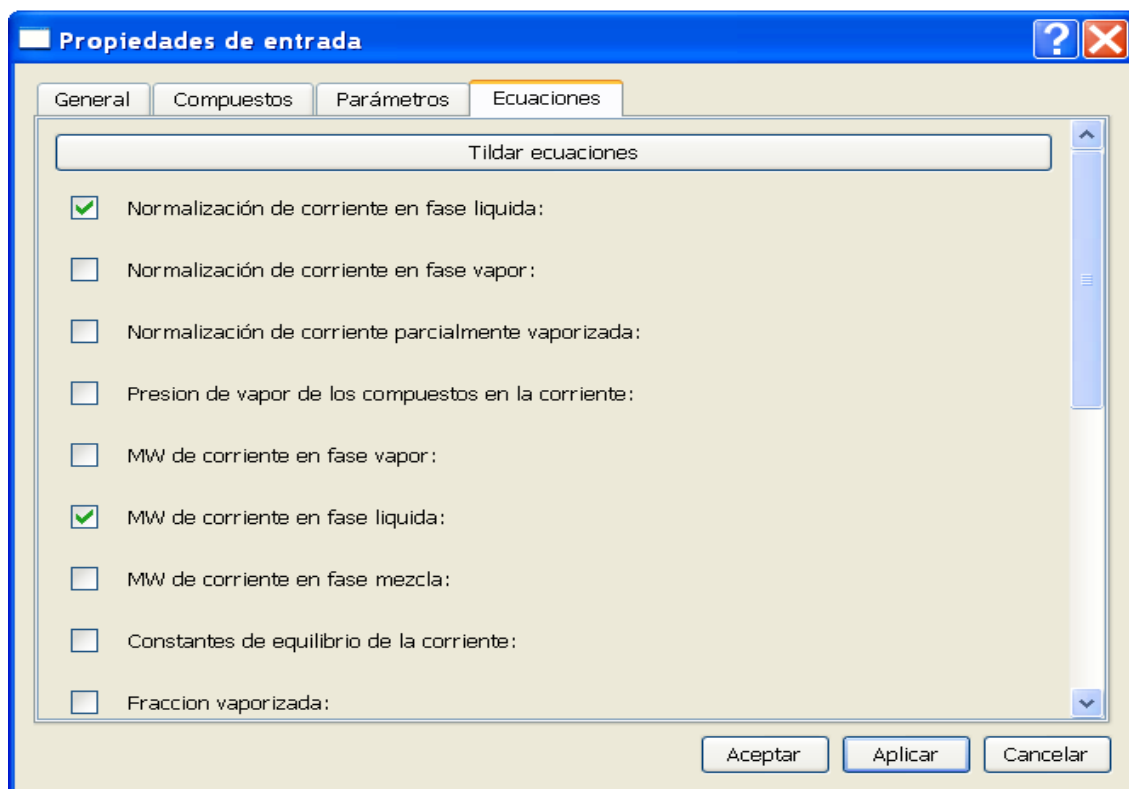 Propiedades de entrada
General Compuestos Parámetros Ecuaciones
Tildar ecuaciones
Normalización de corriente en fase liquida:
Normalización de corriente en fase vapor:
Normalización de corriente parcialmente vaporizada:
Presion de vapor de los compuestos en la corriente:
MW de corriente en fase vapor:
MW de corriente en fase liquida:
MW de corriente en fase mezcla:
Constantes de equilibrio de la corriente:
Fraccion vaporizada:
Aceptar Aplicar Cancelar